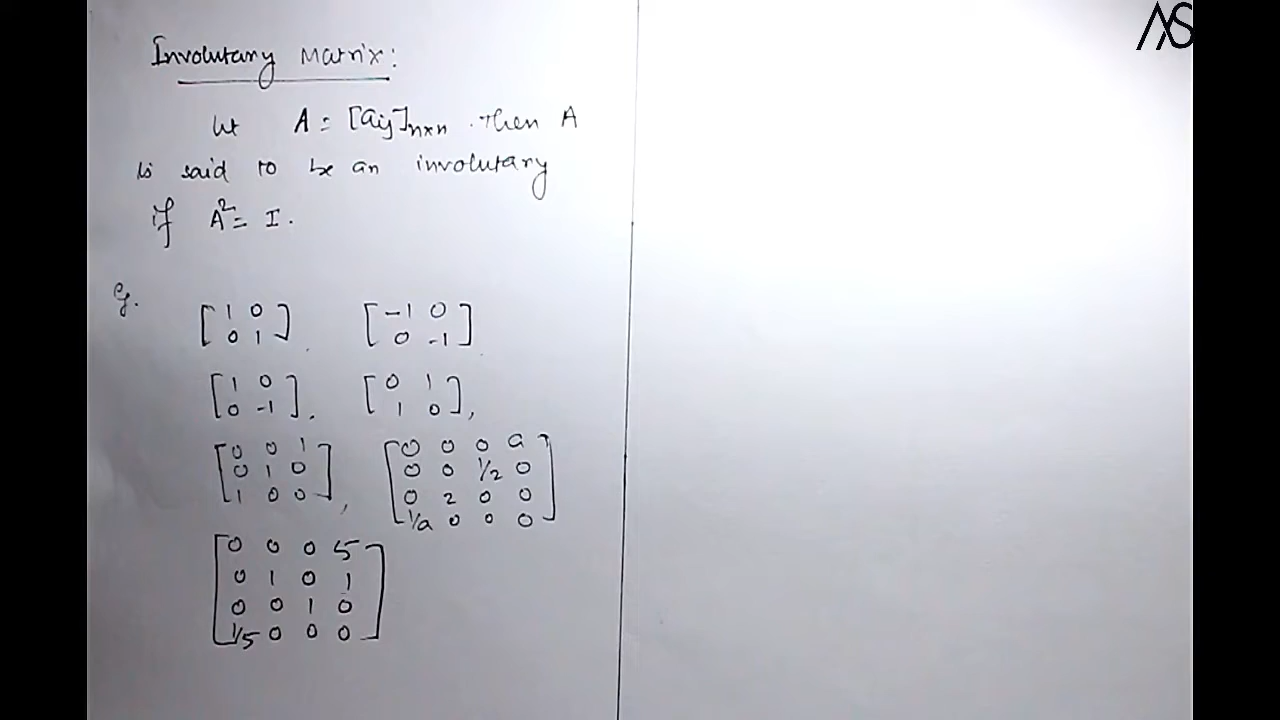 AS
Involutary Matrix:
Let A = [aij]n×n . Then A
is said to be an involutary
if A² = I.
eg.
[ 1 0 ] [ -1 0 ]
[ 0 1 ] . [ 0 -1 ] .
[ 1 0 ] [ 0 1 ]
[ 0 -1 ] . [ 1 0 ] ,
[ 0 0 1 ] [ 0 0 0 a ]
[ 0 1 0 ] [ 0 0 1/2 0 ]
[ 1 0 0 ] , [ 0 2 0 0 ]
[ 1/a 0 0 0 ]
[ 0 0 0 5 ]
[ 0 1 0 1 ]
[ 0 0 1 0 ]
[ 1/5 0 0 0 ]